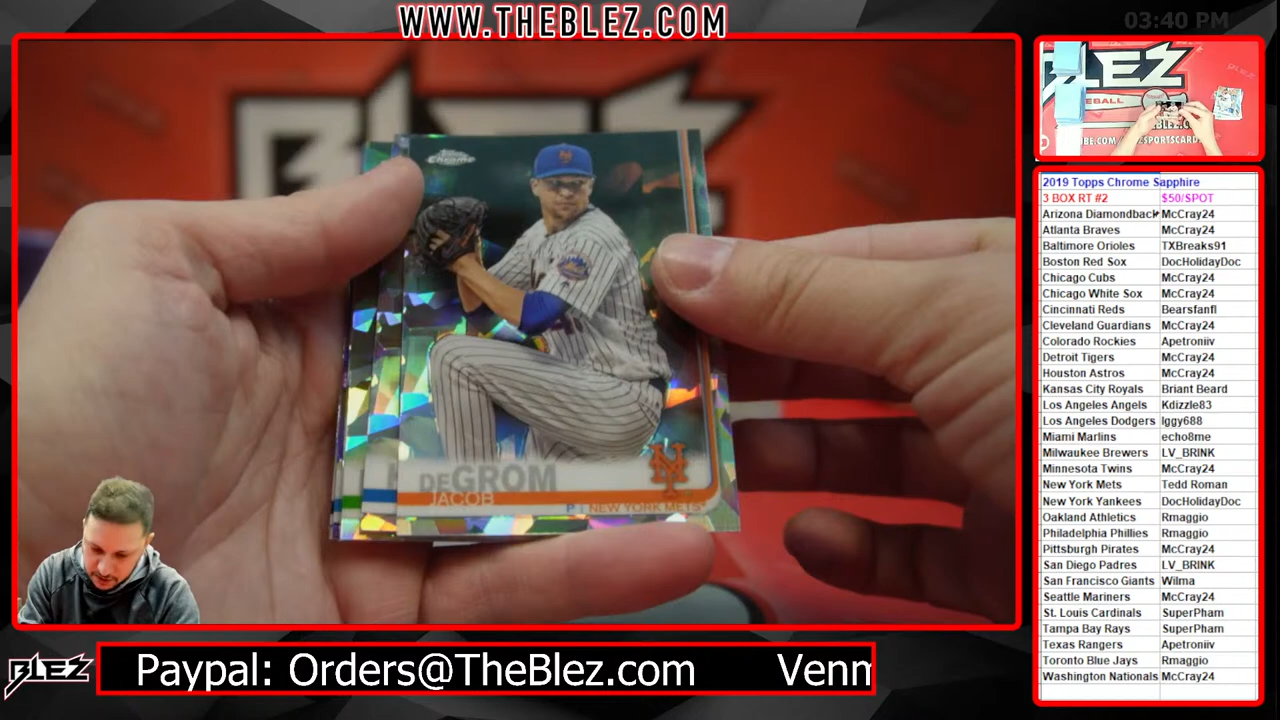 WWW.THEBLEZ.COM
03:40 PM
BLEZ
Topps
Chrome
DeGROM
JACOB
P | NEW YORK METS
LEZ
EBALL
2019 Topps Chrome Sapphire
3 BOX RT #2 $50/SPOT
Arizona Diamondback McCray24
Atlanta Braves McCray24
Baltimore Orioles TXBreaks91
Boston Red Sox DocHolidayDoc
Chicago Cubs McCray24
Chicago White Sox McCray24
Cincinnati Reds Bearsfanfl
Cleveland Guardians McCray24
Colorado Rockies Apetroniiv
Detroit Tigers McCray24
Houston Astros McCray24
Kansas City Royals Briant Beard
Los Angeles Angels Kdizzle83
Los Angeles Dodgers Iggy688
Miami Marlins echo8me
Milwaukee Brewers LV_BRINK
Minnesota Twins McCray24
New York Mets Tedd Roman
New York Yankees DocHolidayDoc
Oakland Athletics Rmaggio
Philadelphia Phillies Rmaggio
Pittsburgh Pirates McCray24
San Diego Padres LV_BRINK
San Francisco Giants Wilma
Seattle Mariners McCray24
St. Louis Cardinals SuperPham
Tampa Bay Rays SuperPham
Texas Rangers Apetroniiv
Toronto Blue Jays Rmaggio
Washington Nationals McCray24
BLEZ
Paypal: Orders@TheBlez.com Venm